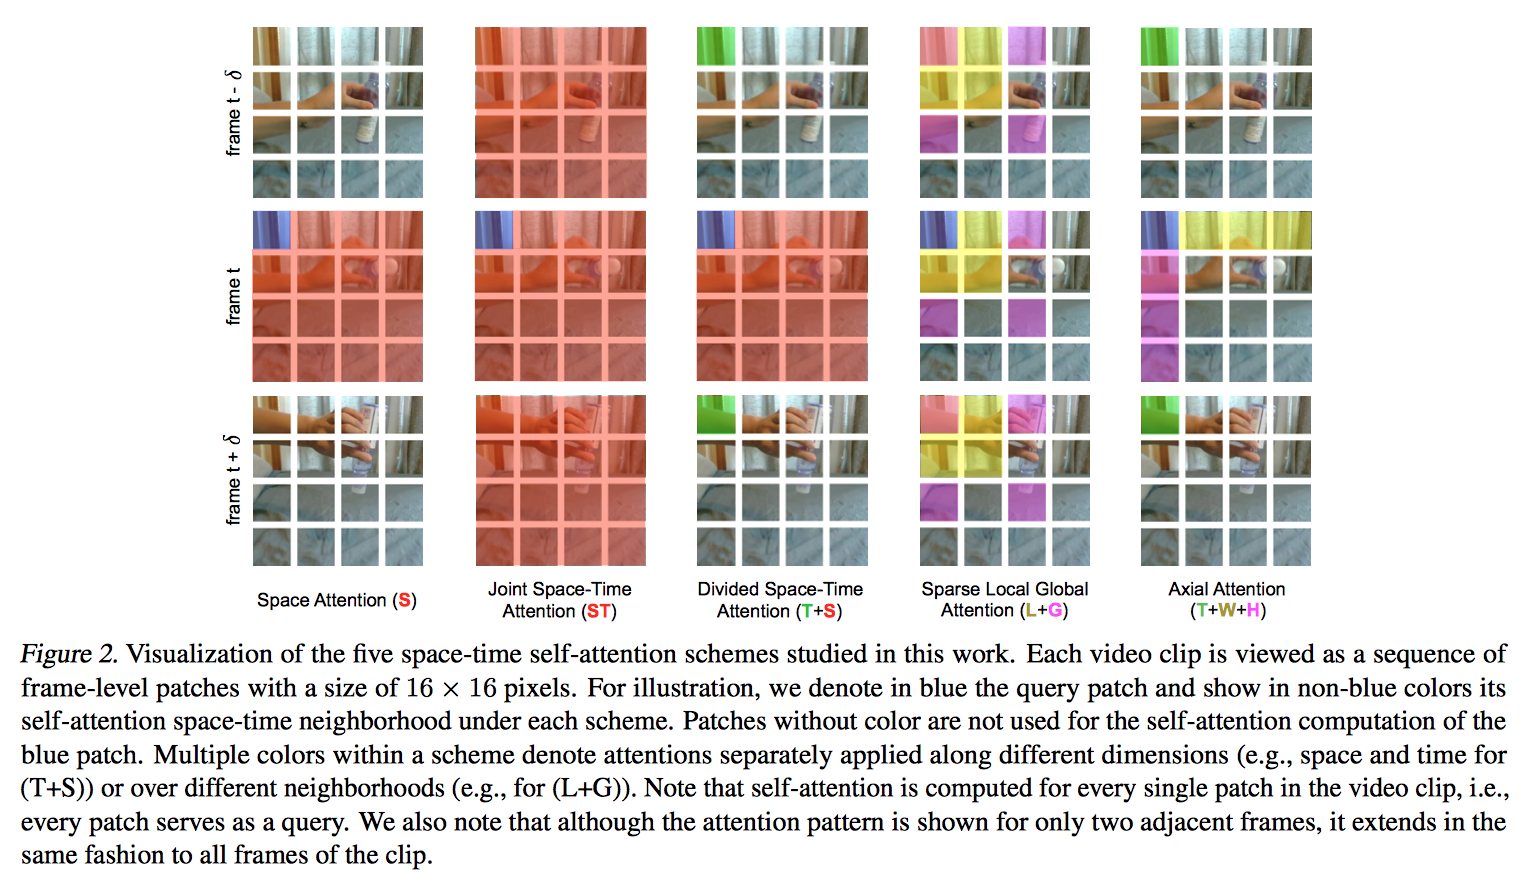 frame t - δ
frame t
frame t + δ
Space Attention (S)
Joint Space-Time
Attention (ST)
Divided Space-Time
Attention (T+S)
Sparse Local Global
Attention (L+G)
Axial Attention
(T+W+H)
Figure 2. Visualization of the five space-time self-attention schemes studied in this work. Each video clip is viewed as a sequence of
frame-level patches with a size of 16 × 16 pixels. For illustration, we denote in blue the query patch and show in non-blue colors its
self-attention space-time neighborhood under each scheme. Patches without color are not used for the self-attention computation of the
blue patch. Multiple colors within a scheme denote attentions separately applied along different dimensions (e.g., space and time for
(T+S)) or over different neighborhoods (e.g., for (L+G)). Note that self-attention is computed for every single patch in the video clip, i.e.,
every patch serves as a query. We also note that although the attention pattern is shown for only two adjacent frames, it extends in the
same fashion to all frames of the clip.